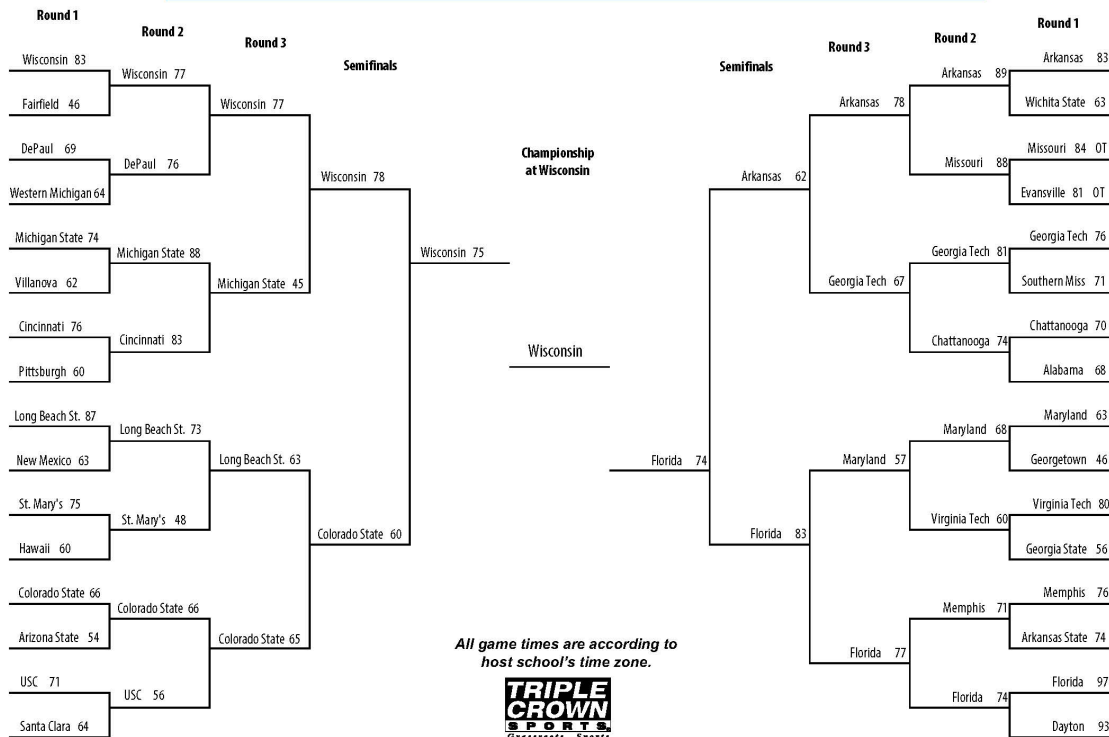 Round 1
Round 2
Round 3
Semifinals
Wisconsin 83
Fairfield 46
DePaul 69
Western Michigan 64
Michigan State 74
Villanova 62
Cincinnati 76
Pittsburgh 60
Long Beach St. 87
New Mexico 63
St. Mary's 75
Hawaii 60
Colorado State 66
Arizona State 54
USC 71
Santa Clara 64
Wisconsin 77
DePaul 76
Michigan State 88
Cincinnati 83
Long Beach St. 73
St. Mary's 48
Colorado State 66
USC 56
Wisconsin 77
Michigan State 45
Long Beach St. 63
Colorado State 65
Wisconsin 78
Colorado State 60
Wisconsin 75
Championship
at Wisconsin
Wisconsin
Florida 74
Semifinals
Round 3
Round 2
Round 1
Arkansas 62
Florida 83
Arkansas 78
Georgia Tech 67
Maryland 57
Florida 77
Arkansas 89
Missouri 88
Georgia Tech 81
Chattanooga 74
Maryland 68
Virginia Tech 60
Memphis 71
Florida 74
Arkansas 83
Wichita State 63
Missouri 84 OT
Evansville 81 OT
Georgia Tech 76
Southern Miss 71
Chattanooga 70
Alabama 68
Maryland 63
Georgetown 46
Virginia Tech 80
Georgia State 56
Memphis 76
Arkansas State 74
Florida 97
Dayton 93
All game times are according to
host school's time zone.
TRIPLE
CROWN
SPORTS